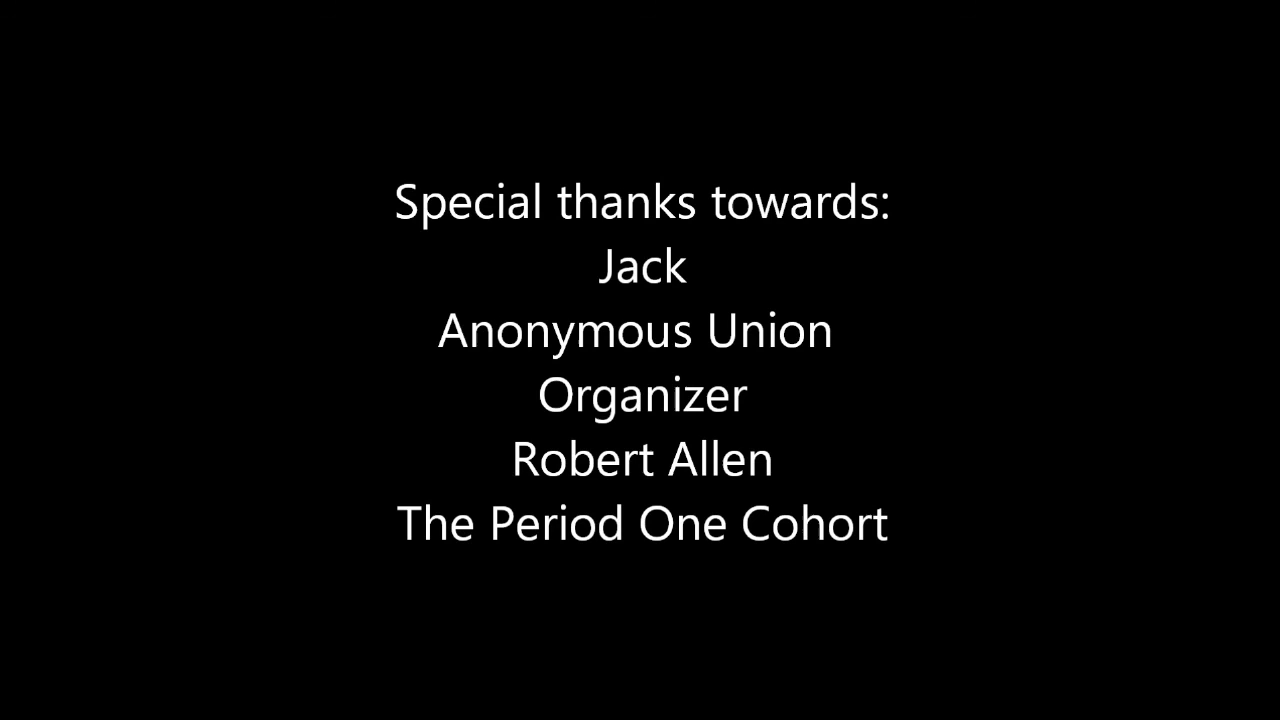 Special thanks towards:
Jack
Anonymous Union
Organizer
Robert Allen
The Period One Cohort